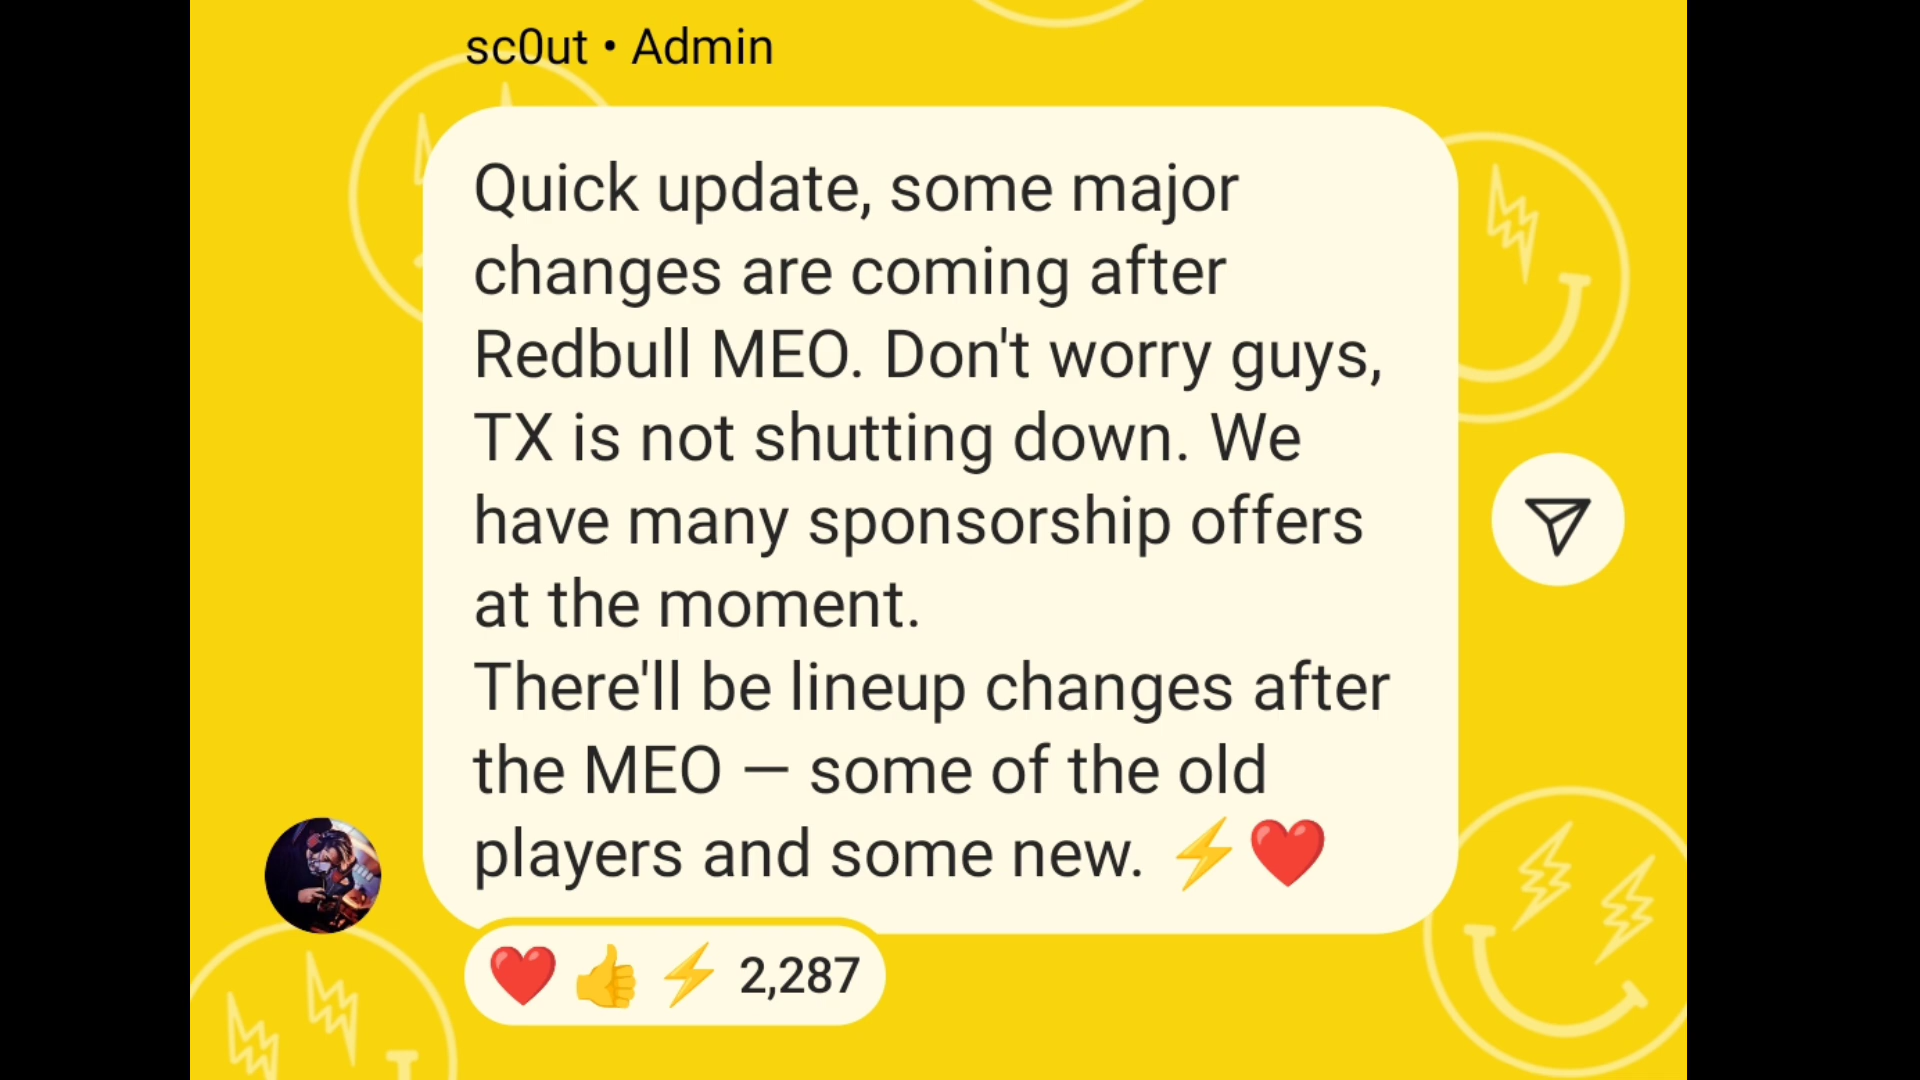 sc0ut • Admin
Quick update, some major
changes are coming after
Redbull MEO. Don't worry guys,
TX is not shutting down. We
have many sponsorship offers
at the moment.
There'll be lineup changes after
the MEO — some of the old
players and some new. ⚡❤️
❤️👍⚡ 2,287